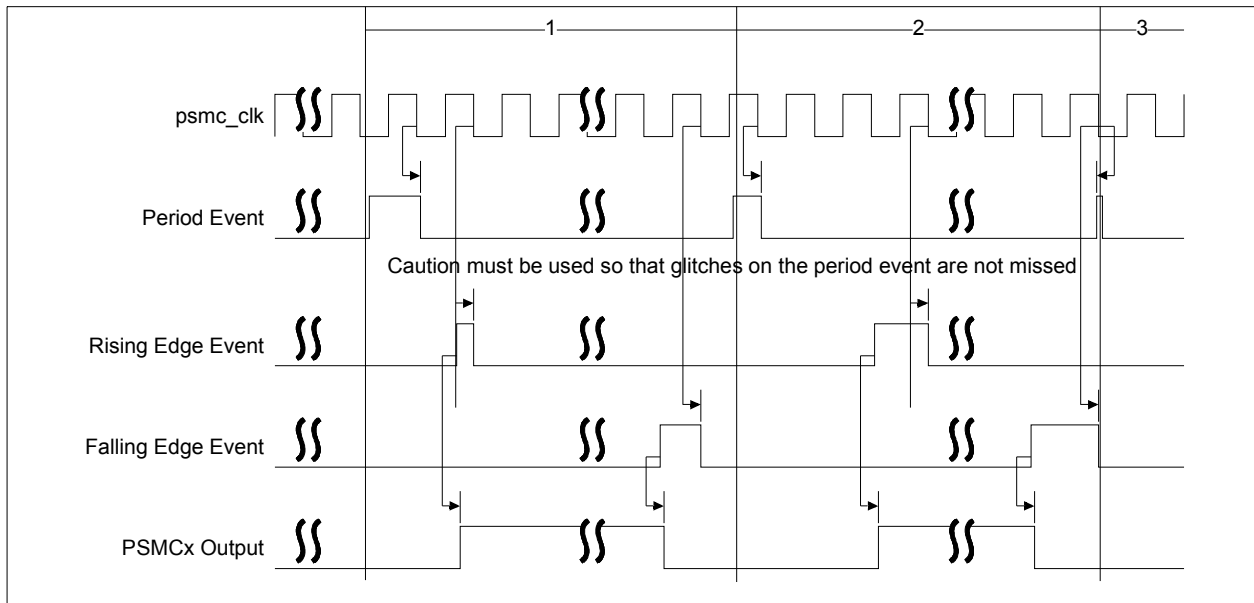 1
2
3
psmc_clk
Period Event
Caution must be used so that glitches on the period event are not missed
Rising Edge Event
Falling Edge Event
PSMCx Output